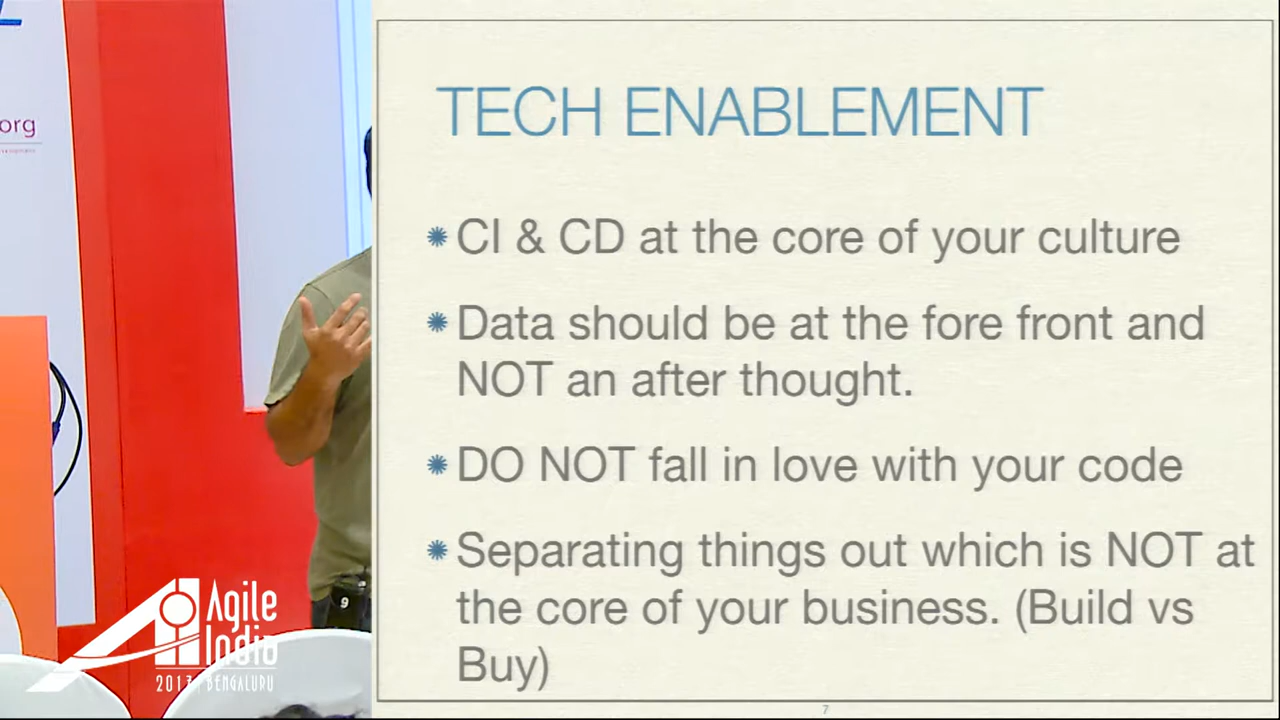 org
TECH ENABLEMENT
CI & CD at the core of your culture
Data should be at the fore front and
NOT an after thought.
DO NOT fall in love with your code
Separating things out which is NOT at
the core of your business. (Build vs
Buy)
7
9
Agile
India
2017 | BENGALURU